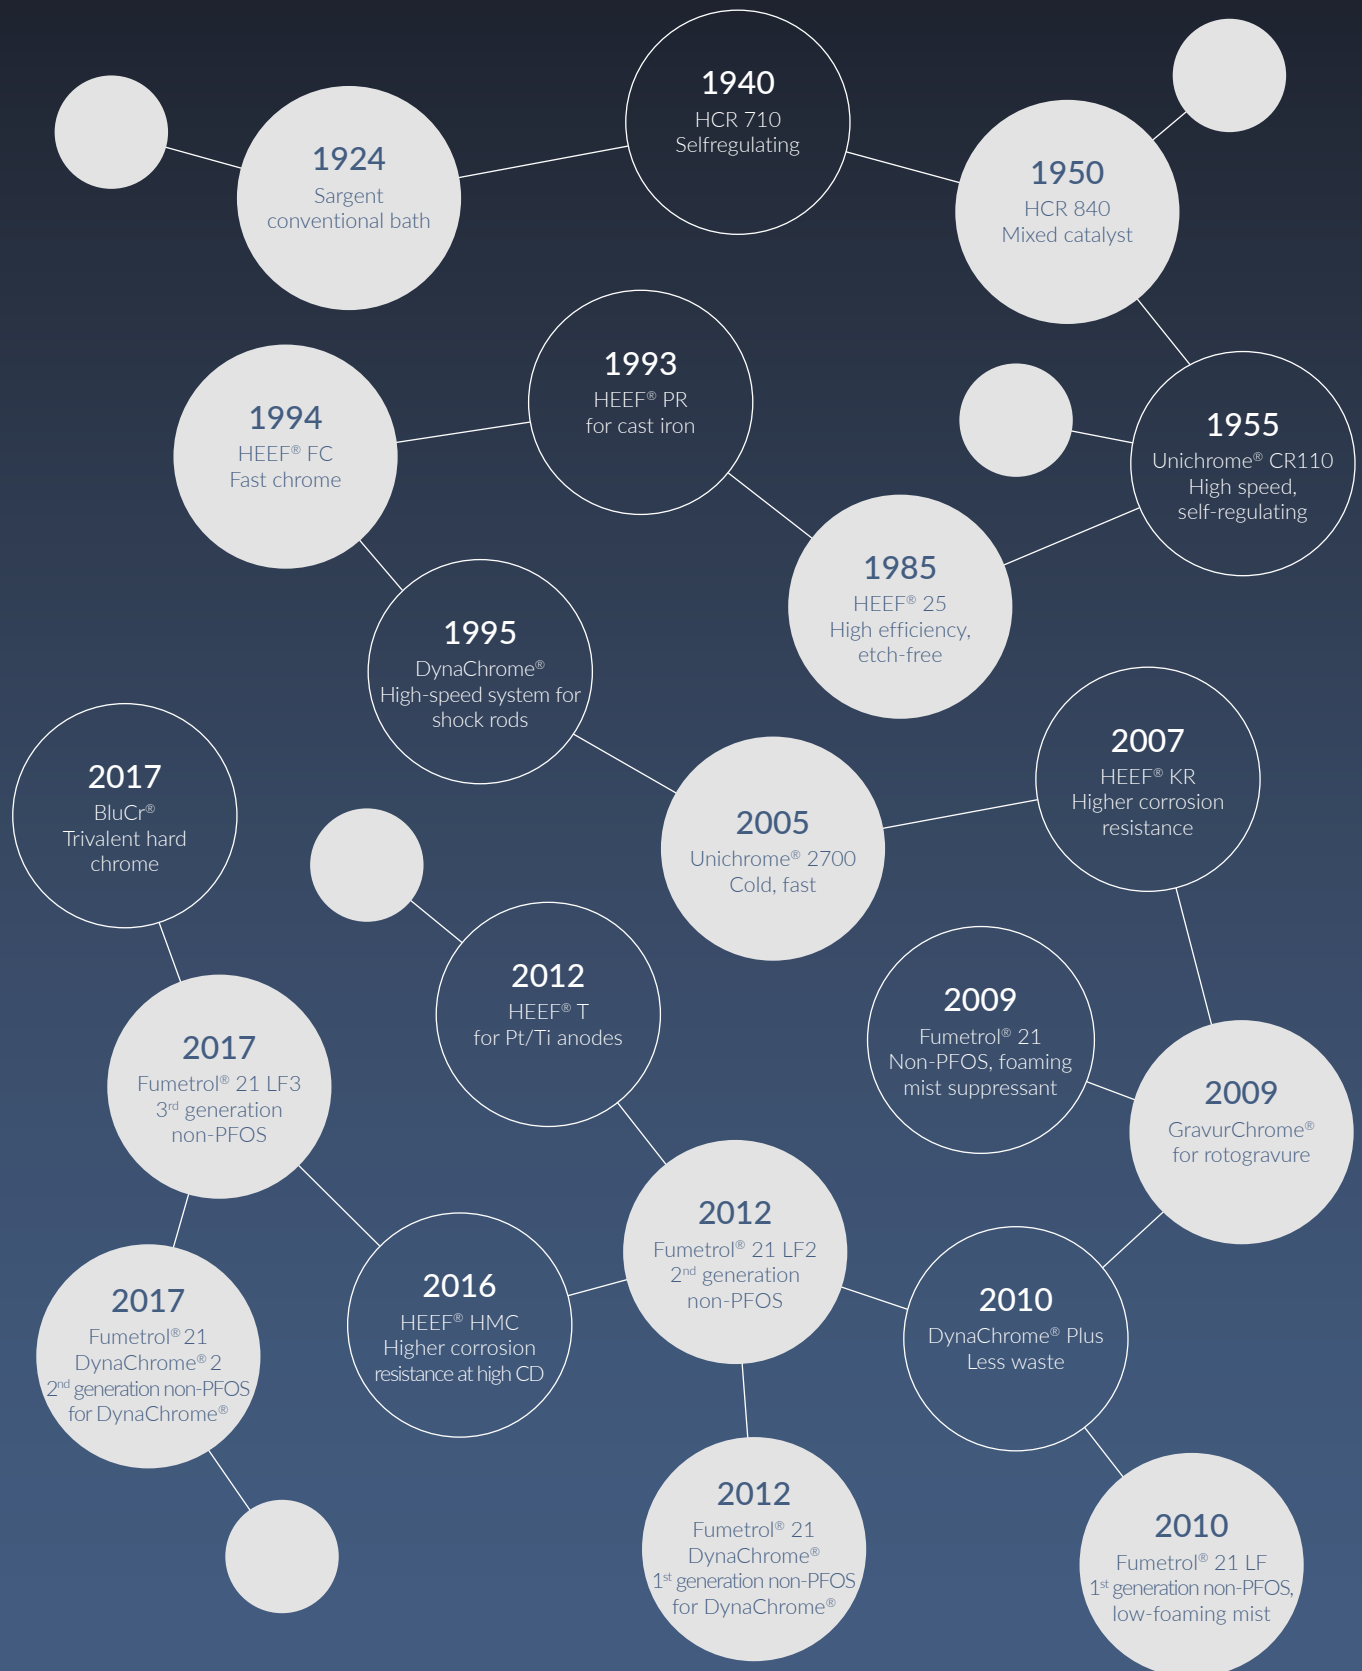 1924
Sargent
conventional bath
1940
HCR 710
Selfregulating
1950
HCR 840
Mixed catalyst
1955
Unichrome® CR110
High speed,
self-regulating
1985
HEEF® 25
High efficiency,
etch-free
1993
HEEF® PR
for cast iron
1994
HEEF® FC
Fast chrome
1995
DynaChrome®
High-speed system for
shock rods
2005
Unichrome® 2700
Cold, fast
2007
HEEF® KR
Higher corrosion
resistance
2009
GravurChrome®
for rotogravure
2009
Fumetrol® 21
Non-PFOS, foaming
mist suppressant
2010
DynaChrome® Plus
Less waste
2010
Fumetrol® 21 LF
1st generation non-PFOS,
low-foaming mist
2012
Fumetrol® 21 LF2
2nd generation
non-PFOS
2012
HEEF® T
for Pt/Ti anodes
2012
Fumetrol® 21
DynaChrome®
1st generation non-PFOS
for DynaChrome®
2016
HEEF® HMC
Higher corrosion
resistance at high CD
2017
Fumetrol® 21 LF3
3rd generation
non-PFOS
2017
BluCr®
Trivalent hard
chrome
2017
Fumetrol® 21
DynaChrome® 2
2nd generation non-PFOS
for DynaChrome®